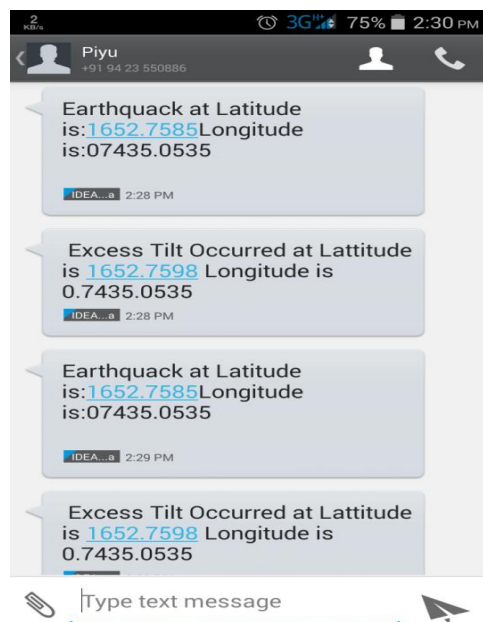 2
KB/s
3G H+ 75% 2:30 PM
Piyu
+91 94 23 550886
Earthquack at Latitude
is:1652.7585Longitude
is:07435.0535
IDEA...a 2:28 PM
Excess Tilt Occurred at Lattitude
is 1652.7598 Longitude is
0.7435.0535
IDEA...a 2:28 PM
Earthquack at Latitude
is:1652.7585Longitude
is:07435.0535
IDEA...a 2:29 PM
Excess Tilt Occurred at Lattitude
is 1652.7598 Longitude is
0.7435.0535
Type text message